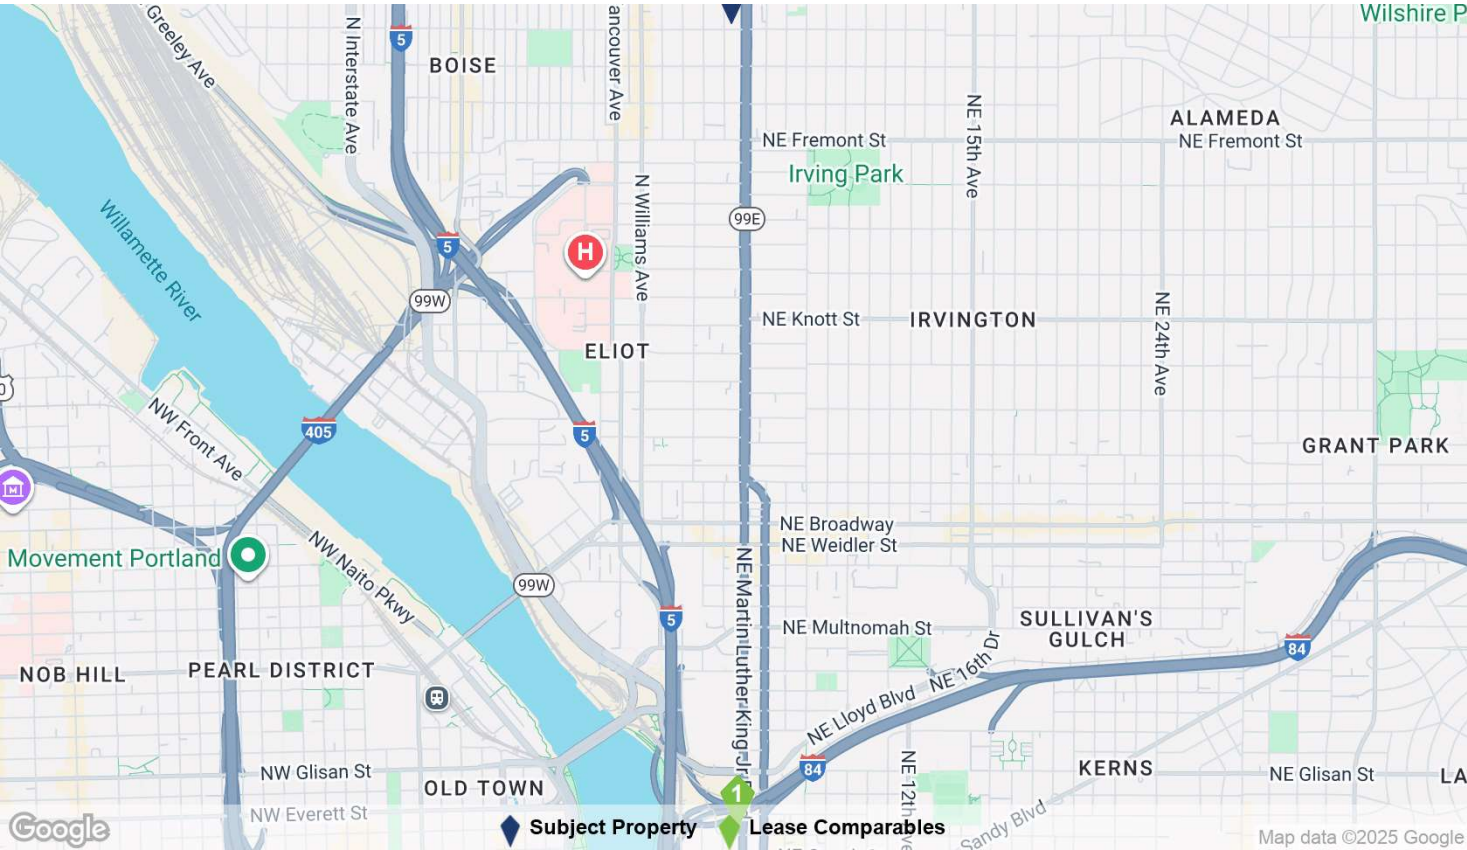 Wilshire P
Greeley Ave
N Interstate Ave
5
BOISE
ancouver Ave
NE 15th Ave
ALAMEDA
NE Fremont St
NE Fremont St
Irving Park
N Williams Ave
99E
Willamette River
5
H
99W
NE Knott St
IRVINGTON
NE 24th Ave
ELIOT
0
NW Front Ave
405
5
GRANT PARK
M
NE Broadway
NE Weidler St
Movement Portland
NW Naito Pkwy
99W
NE Martin Luther King Jr
5
NE Multnomah St
SULLIVAN'S
GULCH
84
NE 16th Dr
NOB HILL
PEARL DISTRICT
NE Lloyd Blvd
NW Glisan St
OLD TOWN
1
84
NE 12th Ave
KERNS
NE Glisan St
LA
NW Everett St
Sandy Blvd
Subject Property
Lease Comparables
Google
Map data ©2025 Google